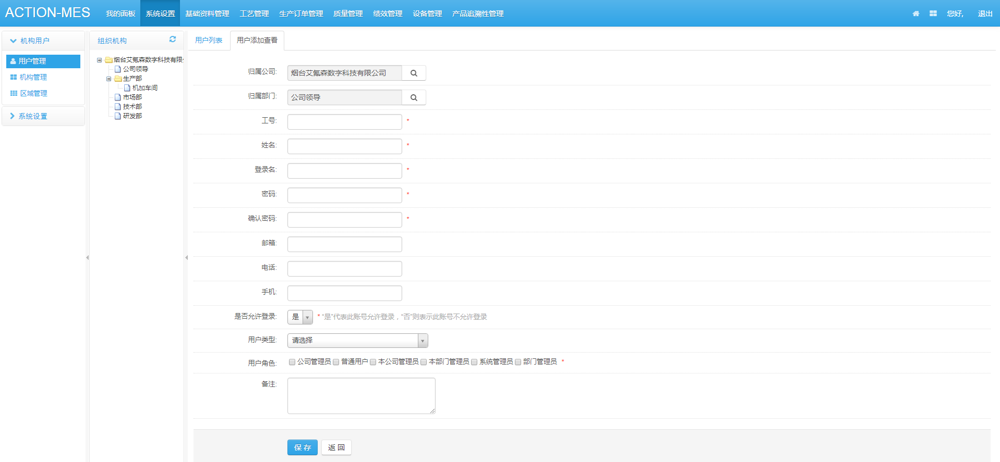 ACTION-MES 我的面板 系统设置 基础资料管理 工艺管理 生产订单管理 质量管理 绩效管理 设备管理 产品追溯性管理 您好, 退出
机构用户
用户管理
机构管理
区域管理
系统设置
组织机构
烟台艾氪森数字科技有限
公司领导
生产部
机加车间
市场部
技术部
研发部
用户列表 用户添加查看
归属公司: 烟台艾氪森数字科技有限公司
归属部门: 公司领导
工号: *
姓名: *
登录名: *
密码: *
确认密码: *
邮箱:
电话:
手机:
是否允许登录: 是 * “是”代表此账号允许登录，“否”则表示此账号不允许登录
用户类型: 请选择
用户角色: 公司管理员 普通用户 本公司管理员 本部门管理员 系统管理员 部门管理员 *
备注:
保 存 返 回